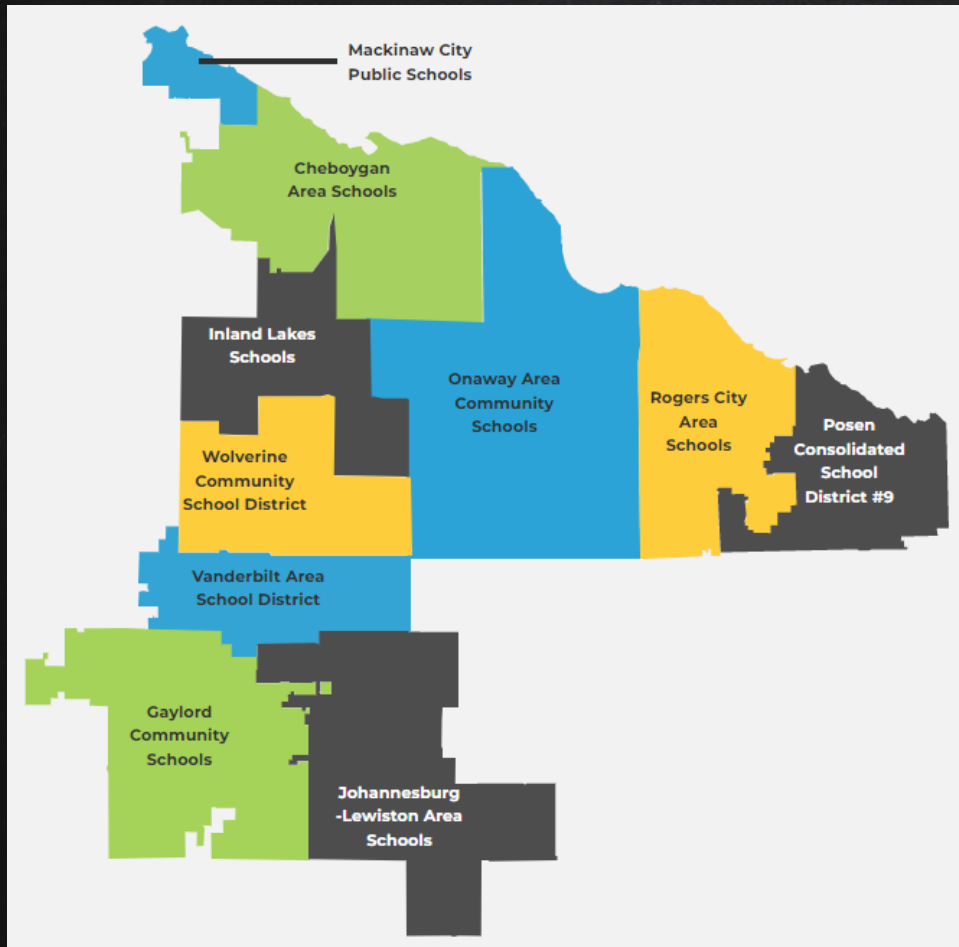 Mackinaw City
Public Schools
Cheboygan
Area Schools
Inland Lakes
Schools
Onaway Area
Community
Schools
Rogers City
Area
Schools
Posen
Consolidated
School
District #9
Wolverine
Community
School District
Vanderbilt Area
School District
Gaylord
Community
Schools
Johannesburg
-Lewiston Area
Schools